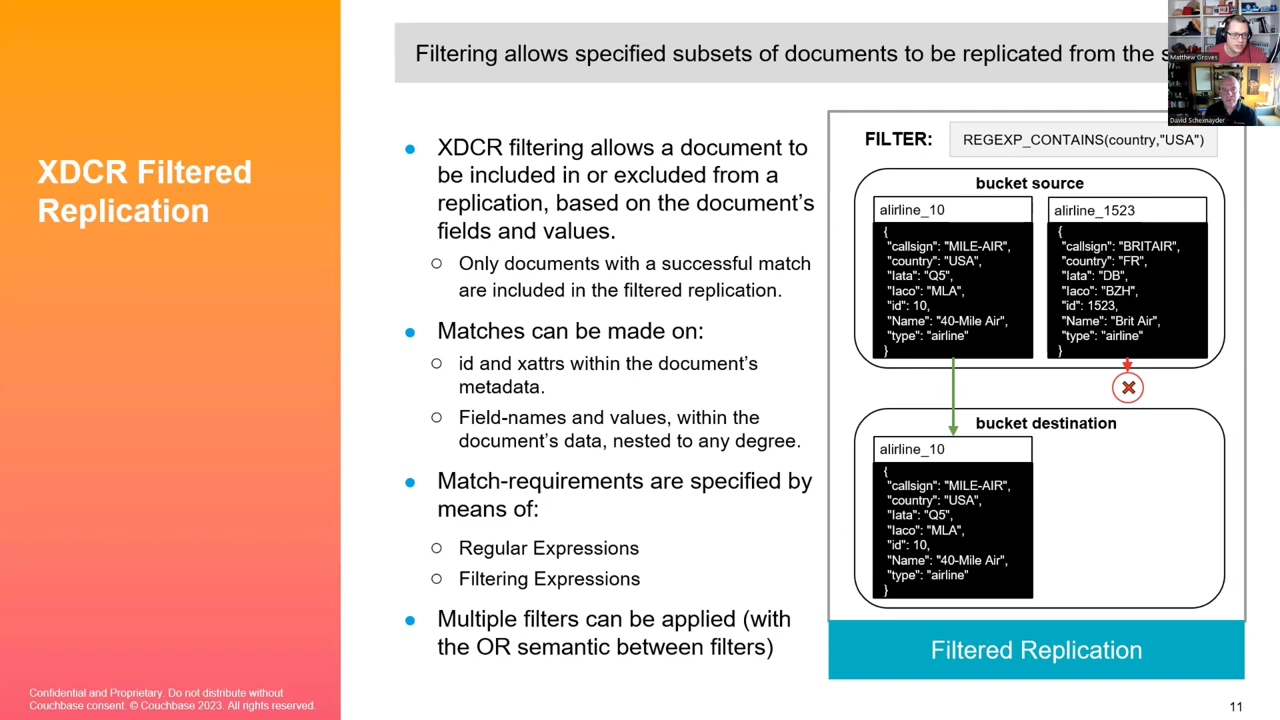 Filtering allows specified subsets of documents to be replicated from the
Matthew Groves
David Schexnayder
XDCR Filtered
Replication
● XDCR filtering allows a document to
be included in or excluded from a
replication, based on the document's
fields and values.
○ Only documents with a successful match
are included in the filtered replication.
● Matches can be made on:
○ id and xattrs within the document's
metadata.
○ Field-names and values, within the
document's data, nested to any degree.
● Match-requirements are specified by
means of:
○ Regular Expressions
○ Filtering Expressions
● Multiple filters can be applied (with
the OR semantic between filters)
FILTER: REGEXP_CONTAINS(country,"USA")
bucket source
alirline_10
{
"callsign": "MILE-AIR",
"country": "USA",
"Iata": "Q5",
"Iaco": "MLA",
"id": 10,
"Name": "40-Mile Air",
"type": "airline"
}
alirline_1523
{
"callsign": "BRITAIR",
"country": "FR",
"Iata": "DB",
"Iaco": "BZH",
"id": 1523,
"Name": "Brit Air",
"type": "airline"
}
bucket destination
alirline_10
{
"callsign": "MILE-AIR",
"country": "USA",
"Iata": "Q5",
"Iaco": "MLA",
"id": 10,
"Name": "40-Mile Air",
"type": "airline"
}
Filtered Replication
Confidential and Proprietary. Do not distribute without
Couchbase consent. © Couchbase 2023. All rights reserved.
11